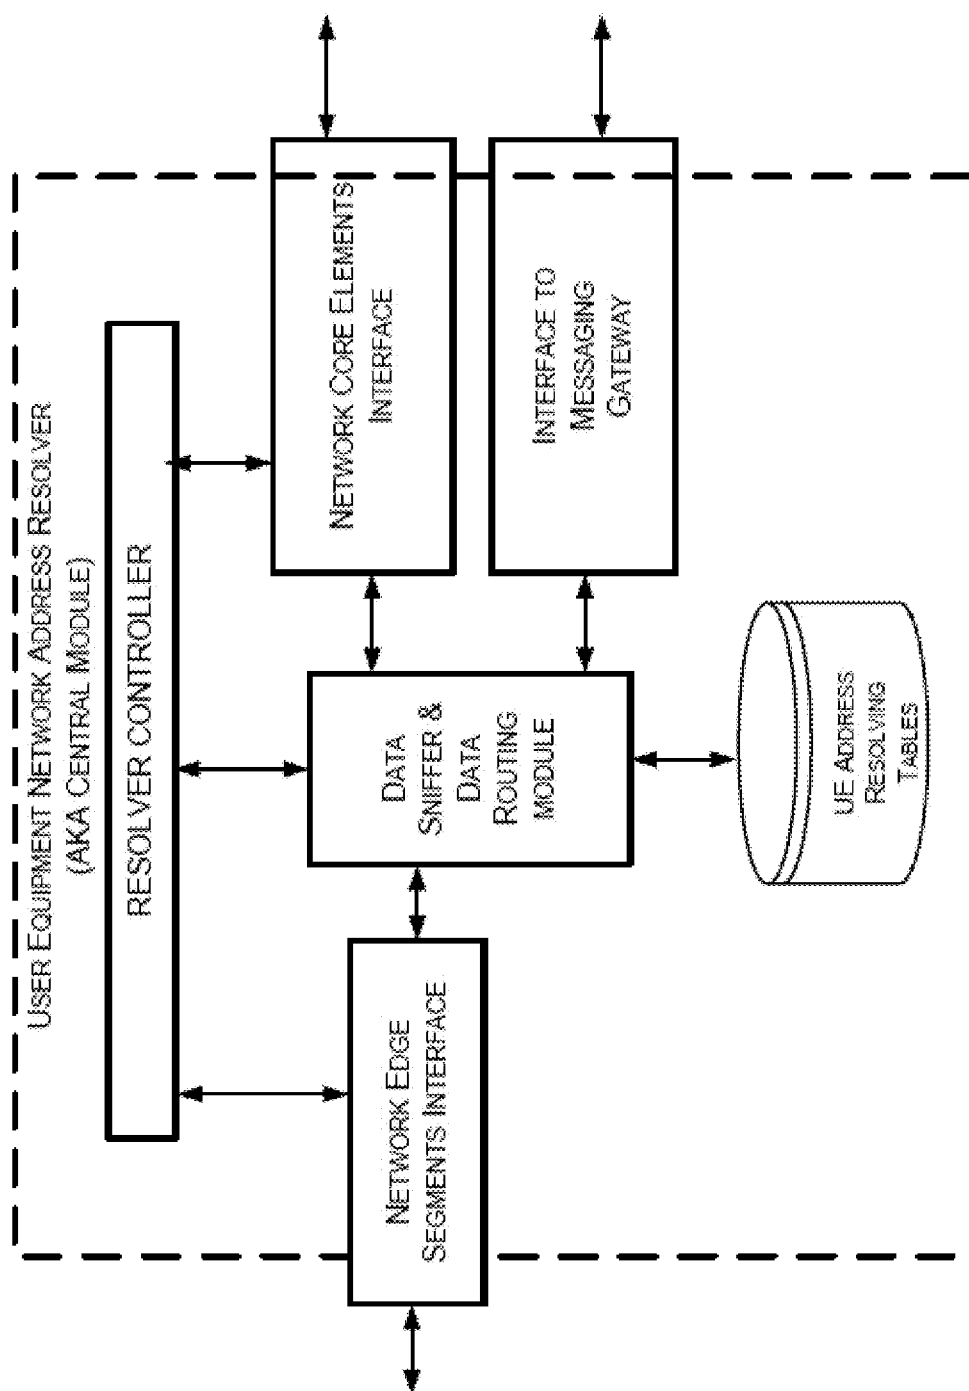 USER EQUIPMENT NETWORK ADDRESS RESOLVER
(AKA CENTRAL MODULE)
RESOLVER CONTROLLER
NETWORK EDGE
SEGMENTS INTERFACE
DATA
SNIFFER &
DATA
ROUTING
MODULE
NETWORK CORE ELEMENTS
INTERFACE
INTERFACE TO
MESSAGING
GATEWAY
UE ADDRESS
RESOLVING
TABLES